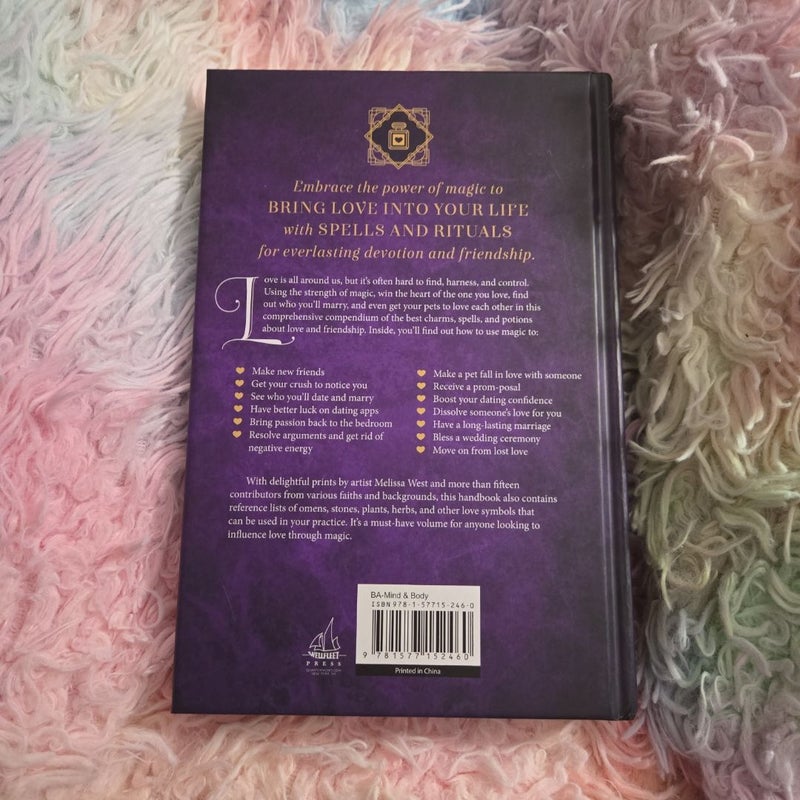 Embrace the power of magic to
BRING LOVE INTO YOUR LIFE
with SPELLS AND RITUALS
for everlasting devotion and friendship.
Love is all around us, but it's often hard to find, harness, and control.
Using the strength of magic, win the heart of the one you love, find
out who you'll marry, and even get your pets to love each other in this
comprehensive compendium of the best charms, spells, and potions
about love and friendship. Inside, you'll find out how to use magic to:
Make new friends
Get your crush to notice you
See who you'll date and marry
Have better luck on dating apps
Bring passion back to the bedroom
Resolve arguments and get rid of
negative energy
Make a pet fall in love with someone
Receive a prom-posal
Boost your dating confidence
Dissolve someone's love for you
Have a long-lasting marriage
Bless a wedding ceremony
Move on from lost love
With delightful prints by artist Melissa West and more than fifteen
contributors from various faiths and backgrounds, this handbook also contains
reference lists of omens, stones, plants, herbs, and other love symbols that
can be used in your practice. It's a must-have volume for anyone looking to
influence love through magic.
WELLFLEET
PRESS
BA-Mind & Body
ISBN 978-1-57715-246-0
9 781577 152460
Printed in China